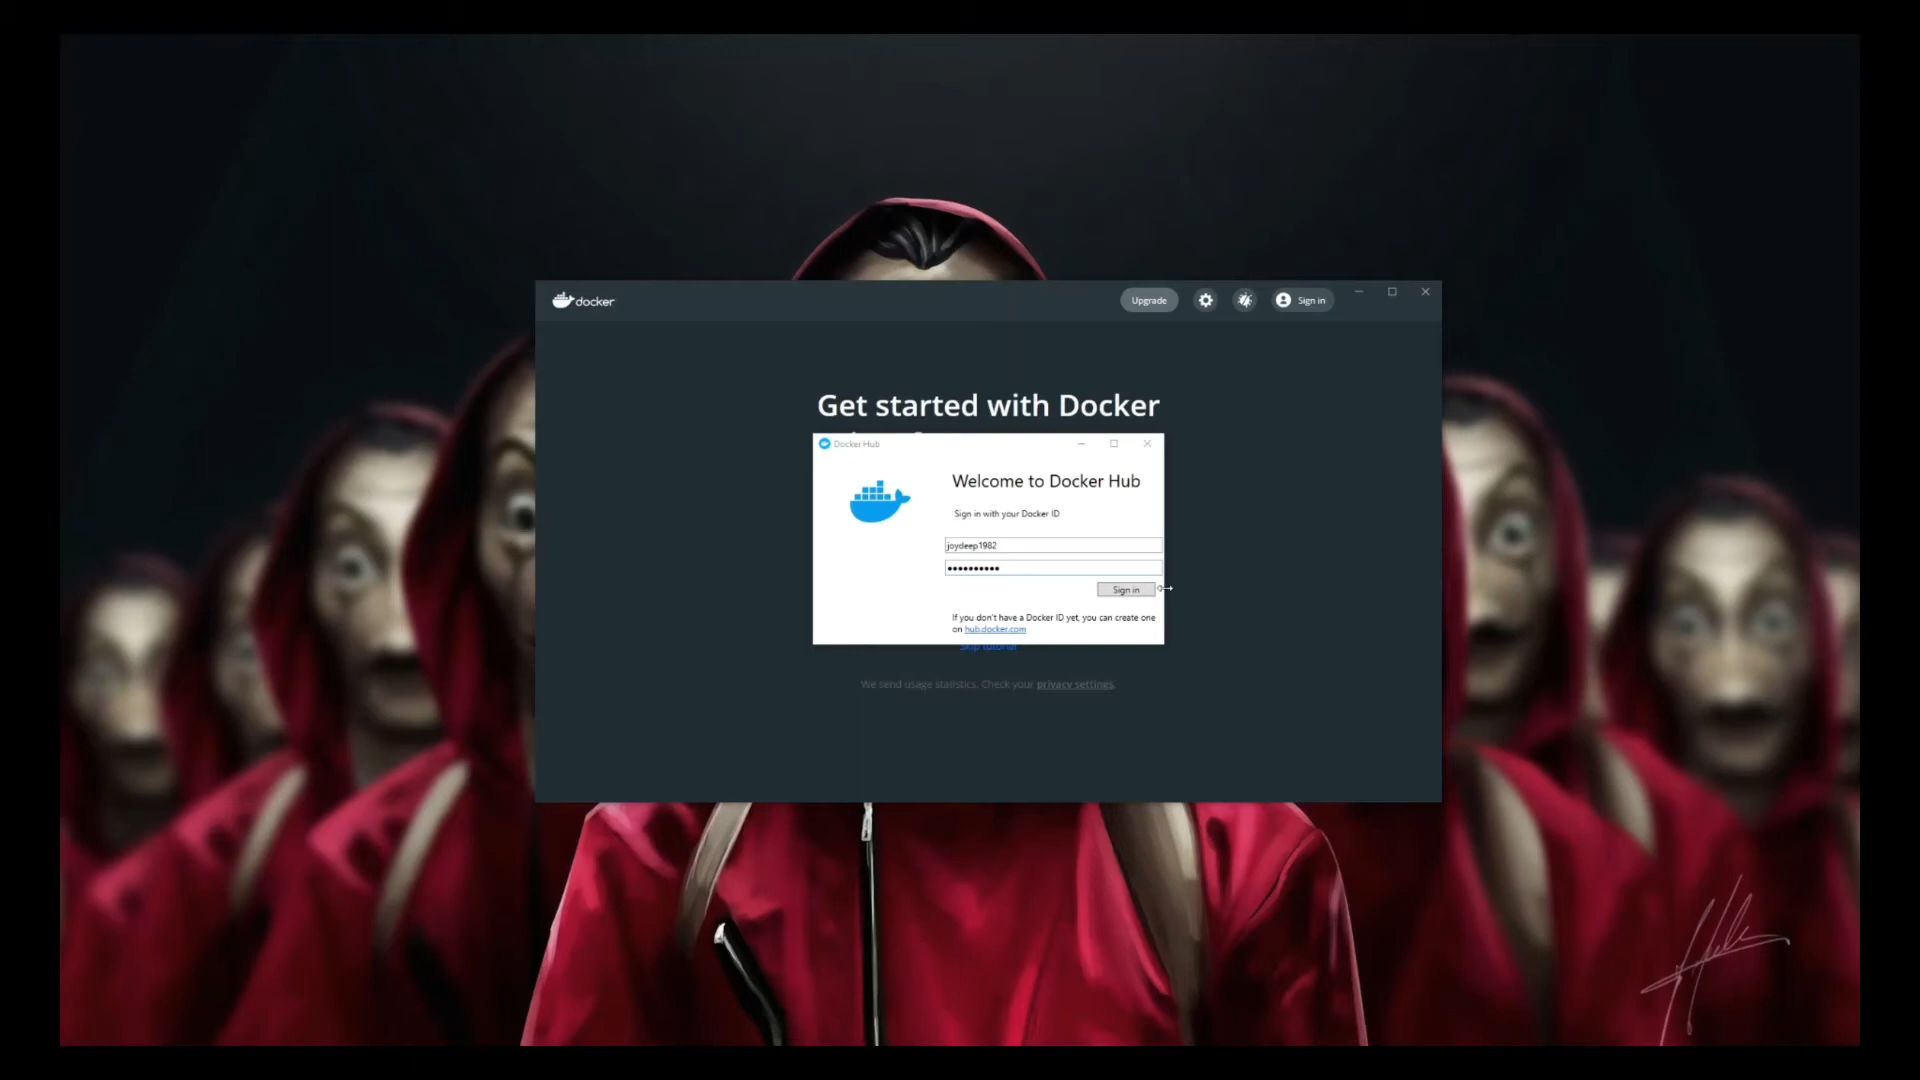 docker
Upgrade
Sign in
Get started with Docker
Docker Hub
Welcome to Docker Hub
Sign in with your Docker ID
joydeep1982
••••••••••
Sign in
If you don't have a Docker ID yet, you can create one
on hub.docker.com
Skip tutorial
We send usage statistics. Check your privacy settings.